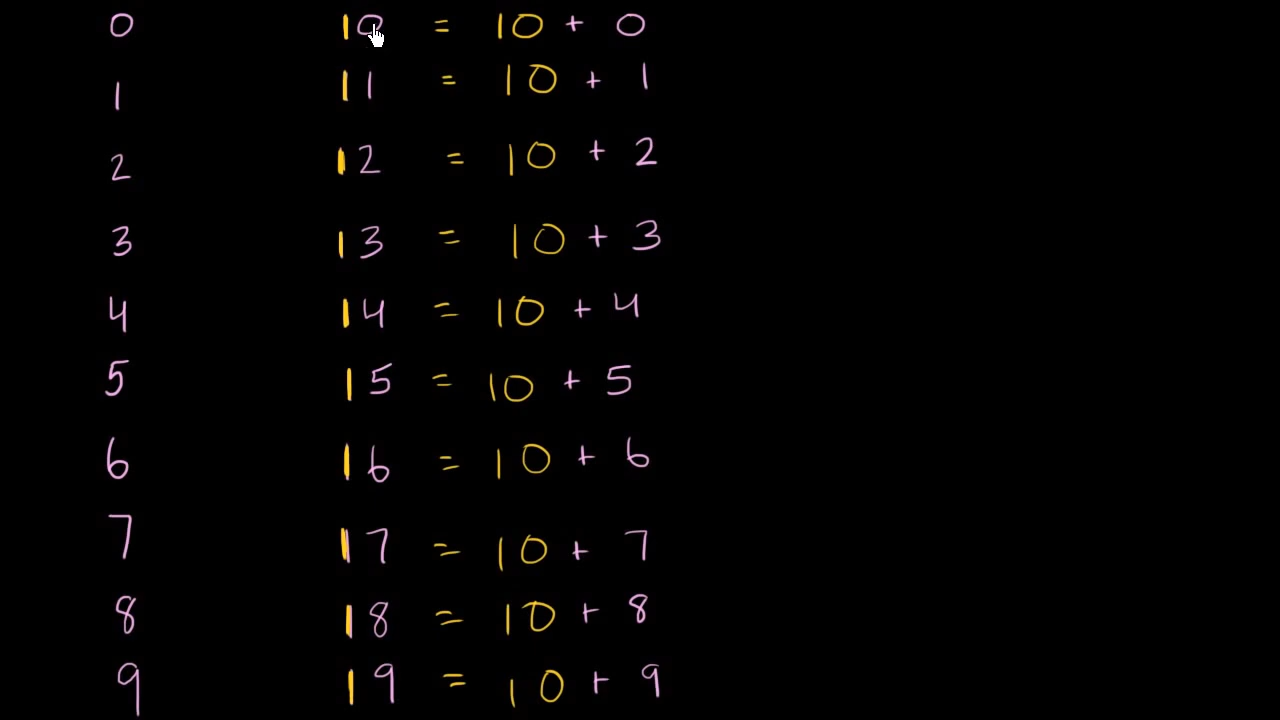 0 10 = 10 + 0
1 11 = 10 + 1
2 12 = 10 + 2
3 13 = 10 + 3
4 14 = 10 + 4
5 15 = 10 + 5
6 16 = 10 + 6
7 17 = 10 + 7
8 18 = 10 + 8
9 19 = 10 + 9